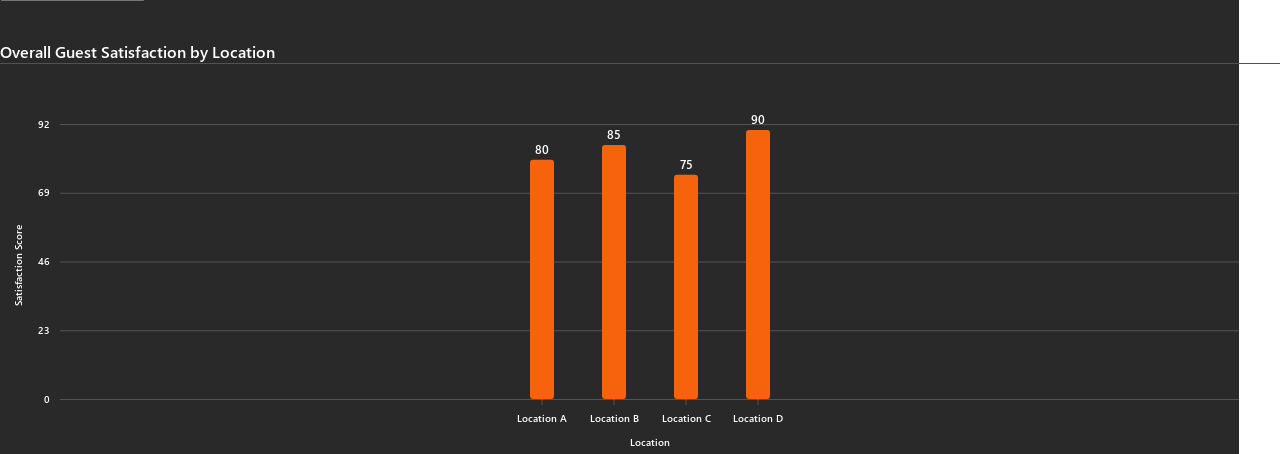 Overall Guest Satisfaction by Location
92
69
46
23
0
Satisfaction Score
80
85
75
90
Location A
Location B
Location C
Location D
Location